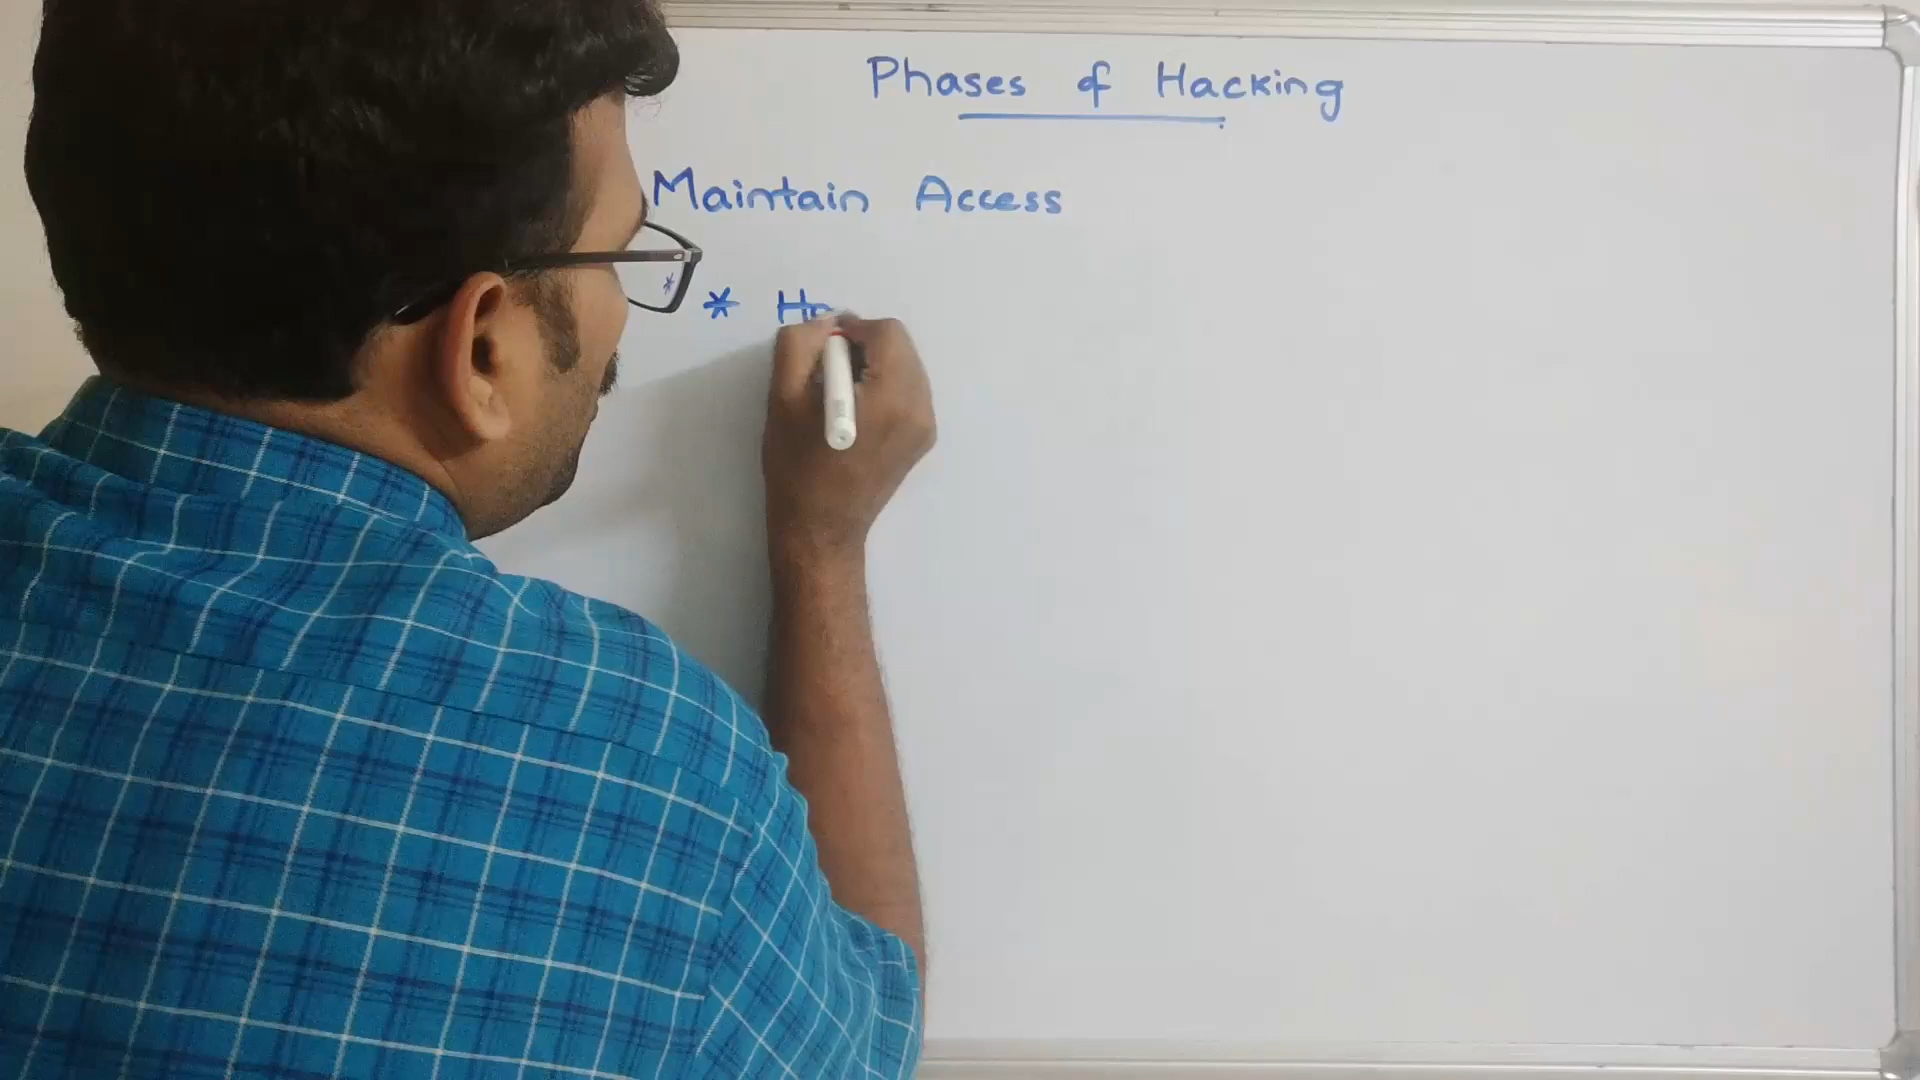 Phases of Hacking
Maintain Access
*